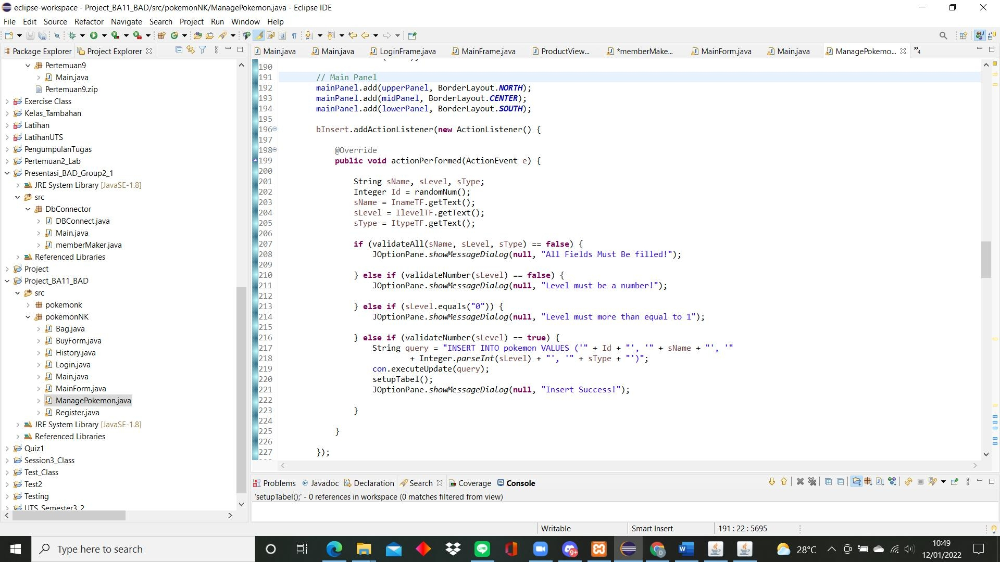 eclipse-workspace - Project_BA11_BAD/src/pokemonNK/ManagePokemon.java - Eclipse IDE
File Edit Source Refactor Navigate Search Project Run Window Help
Package Explorer Project Explorer
Main.java Main.java LoginFrame.java MainFrame.java ProductView... *memberMake... MainForm.java Main.java ManagePokemo... »4
Pertemuan9
Main.java
Pertemuan9.zip
Exercise Class
Kelas_Tambahan
Latihan
LatihanUTS
PengumpulanTugas
Pertemuan2_Lab
Presentasi_BAD_Group2_1
JRE System Library [JavaSE-1.8]
src
DbConnector
DBConnect.java
Main.java
memberMaker.java
Referenced Libraries
Project
Project_BA11_BAD
src
pokemonk
pokemonNK
Bag.java
BuyForm.java
History.java
Login.java
Main.java
MainForm.java
ManagePokemon.java
Register.java
JRE System Library [JavaSE-1.8]
Referenced Libraries
Quiz1
Session3_Class
Test_Class
Test2
Testing
UTS_Semester3_2
190
191 // Main Panel
192 mainPanel.add(upperPanel, BorderLayout.NORTH);
193 mainPanel.add(midPanel, BorderLayout.CENTER);
194 mainPanel.add(lowerPanel, BorderLayout.SOUTH);
195
196 bInsert.addActionListener(new ActionListener() {
197
198 @Override
199 public void actionPerformed(ActionEvent e) {
200
201 String sName, sLevel, sType;
202 Integer Id = randomNum();
203 sName = InameTF.getText();
204 sLevel = IlevelTF.getText();
205 sType = ItypeTF.getText();
206
207 if (validateAll(sName, sLevel, sType) == false) {
208 JOptionPane.showMessageDialog(null, "All Fields Must Be filled!");
209
210 } else if (validateNumber(sLevel) == false) {
211 JOptionPane.showMessageDialog(null, "Level must be a number!");
212
213 } else if (sLevel.equals("0")) {
214 JOptionPane.showMessageDialog(null, "Level must more than equal to 1");
215
216 } else if (validateNumber(sLevel) == true) {
217 String query = "INSERT INTO pokemon VALUES ('" + Id + "', '" + sName + "', '"
218 + Integer.parseInt(sLevel) + "', '" + sType + "')";
219 con.executeUpdate(query);
220 setupTabel();
221 JOptionPane.showMessageDialog(null, "Insert Success!");
222
223 }
224
225 }
226
227 });
Problems @ Javadoc Declaration Search Coverage Console
'setupTabel();' - 0 references in workspace (0 matches filtered from view)
Writable Smart Insert 191 : 22 : 5695
Type here to search
LINE
9+
D
W
28°C
10:49
12/01/2022